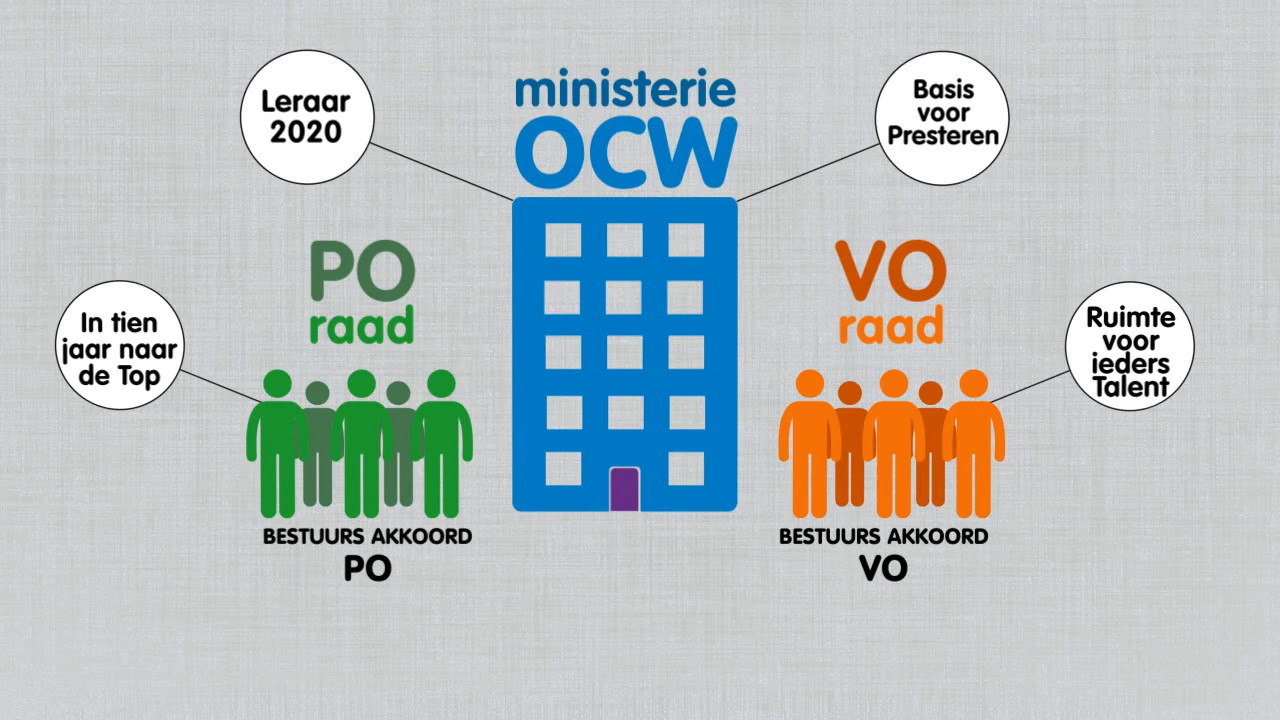 Leraar
2020
ministerie
OCW
Basis
voor
Presteren
PO
raad
VO
raad
In tien
jaar naar
de Top
Ruimte
voor
ieders
Talent
BESTUURS AKKOORD
PO
BESTUURS AKKOORD
VO